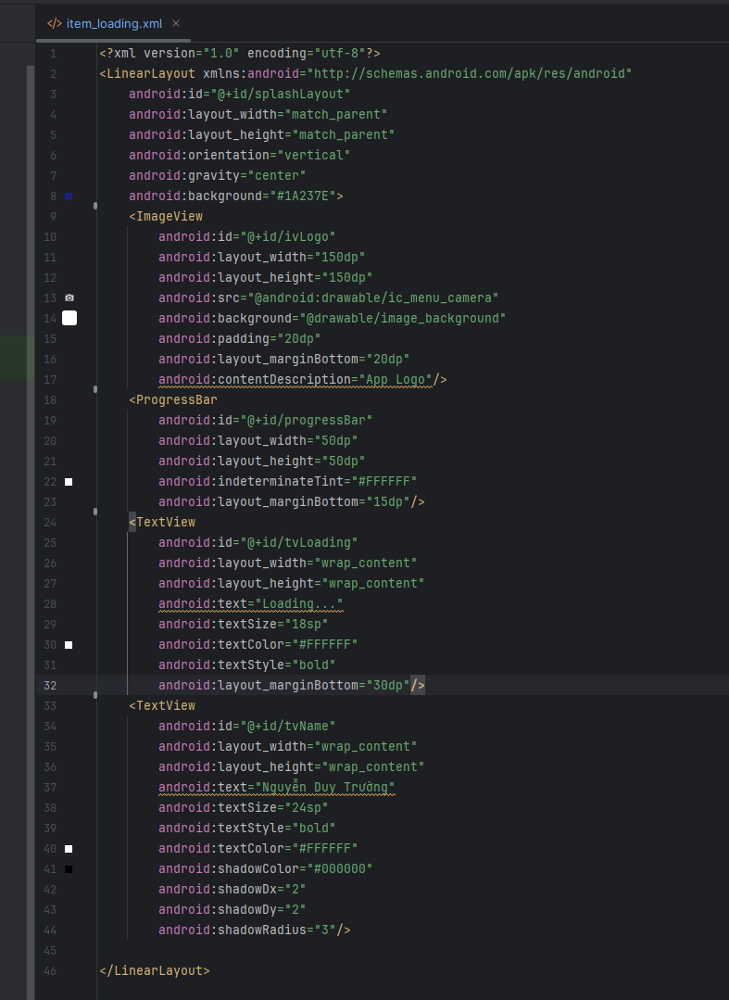 item_loading.xml
1 <?xml version="1.0" encoding="utf-8"?>
2 <LinearLayout xmlns:android="http://schemas.android.com/apk/res/android"
3 android:id="@+id/splashLayout"
4 android:layout_width="match_parent"
5 android:layout_height="match_parent"
6 android:orientation="vertical"
7 android:gravity="center"
8 android:background="#1A237E">
9 <ImageView
10 android:id="@+id/ivLogo"
11 android:layout_width="150dp"
12 android:layout_height="150dp"
13 android:src="@android:drawable/ic_menu_camera"
14 android:background="@drawable/image_background"
15 android:padding="20dp"
16 android:layout_marginBottom="20dp"
17 android:contentDescription="App Logo"/>
18 <ProgressBar
19 android:id="@+id/progressBar"
20 android:layout_width="50dp"
21 android:layout_height="50dp"
22 android:indeterminateTint="#FFFFFF"
23 android:layout_marginBottom="15dp"/>
24 <TextView
25 android:id="@+id/tvLoading"
26 android:layout_width="wrap_content"
27 android:layout_height="wrap_content"
28 android:text="Loading..."
29 android:textSize="18sp"
30 android:textColor="#FFFFFF"
31 android:textStyle="bold"
32 android:layout_marginBottom="30dp"/>
33 <TextView
34 android:id="@+id/tvName"
35 android:layout_width="wrap_content"
36 android:layout_height="wrap_content"
37 android:text="Nguyễn Duy Trưởng"
38 android:textSize="24sp"
39 android:textStyle="bold"
40 android:textColor="#FFFFFF"
41 android:shadowColor="#000000"
42 android:shadowDx="2"
43 android:shadowDy="2"
44 android:shadowRadius="3"/>
45
46 </LinearLayout>